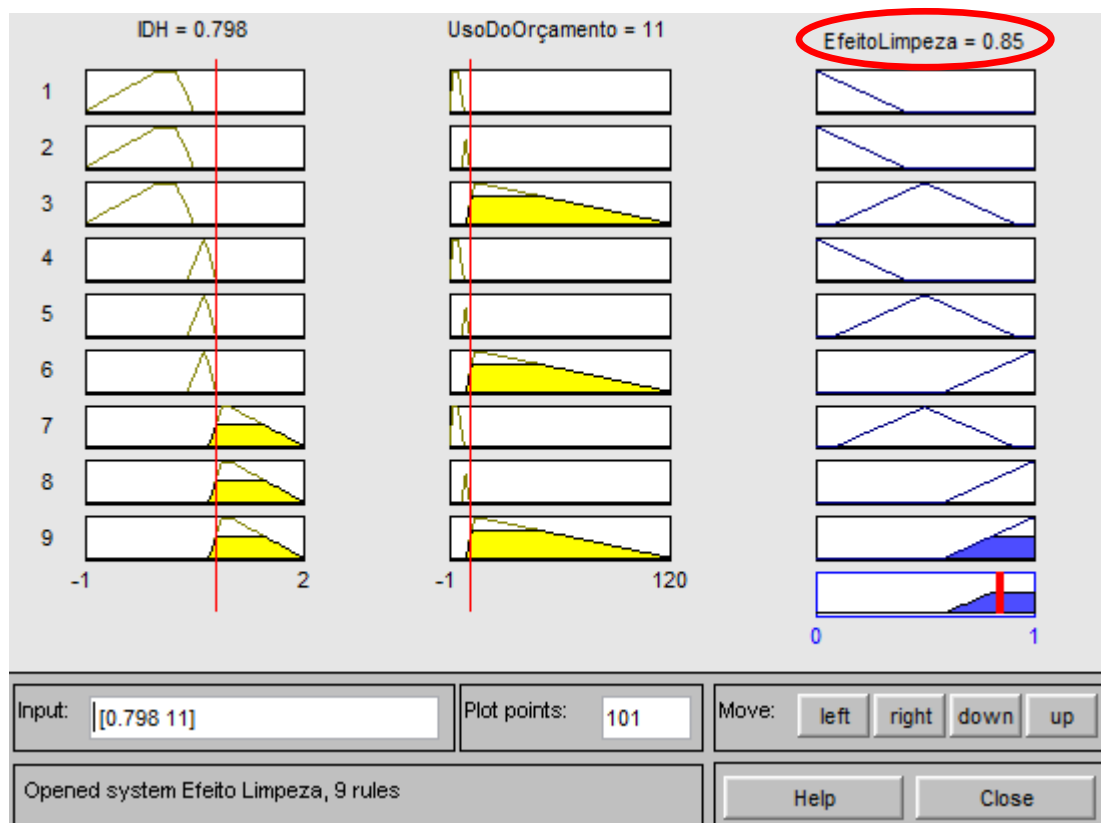 IDH = 0.798 UsoDoOrçamento = 11 EfeitoLimpeza = 0.85
1
2
3
4
5
6
7
8
9
-1 2 -1 120
0 1
Input: [0.798 11] Plot points: 101 Move: left right down up
Opened system Efeito Limpeza, 9 rules Help Close